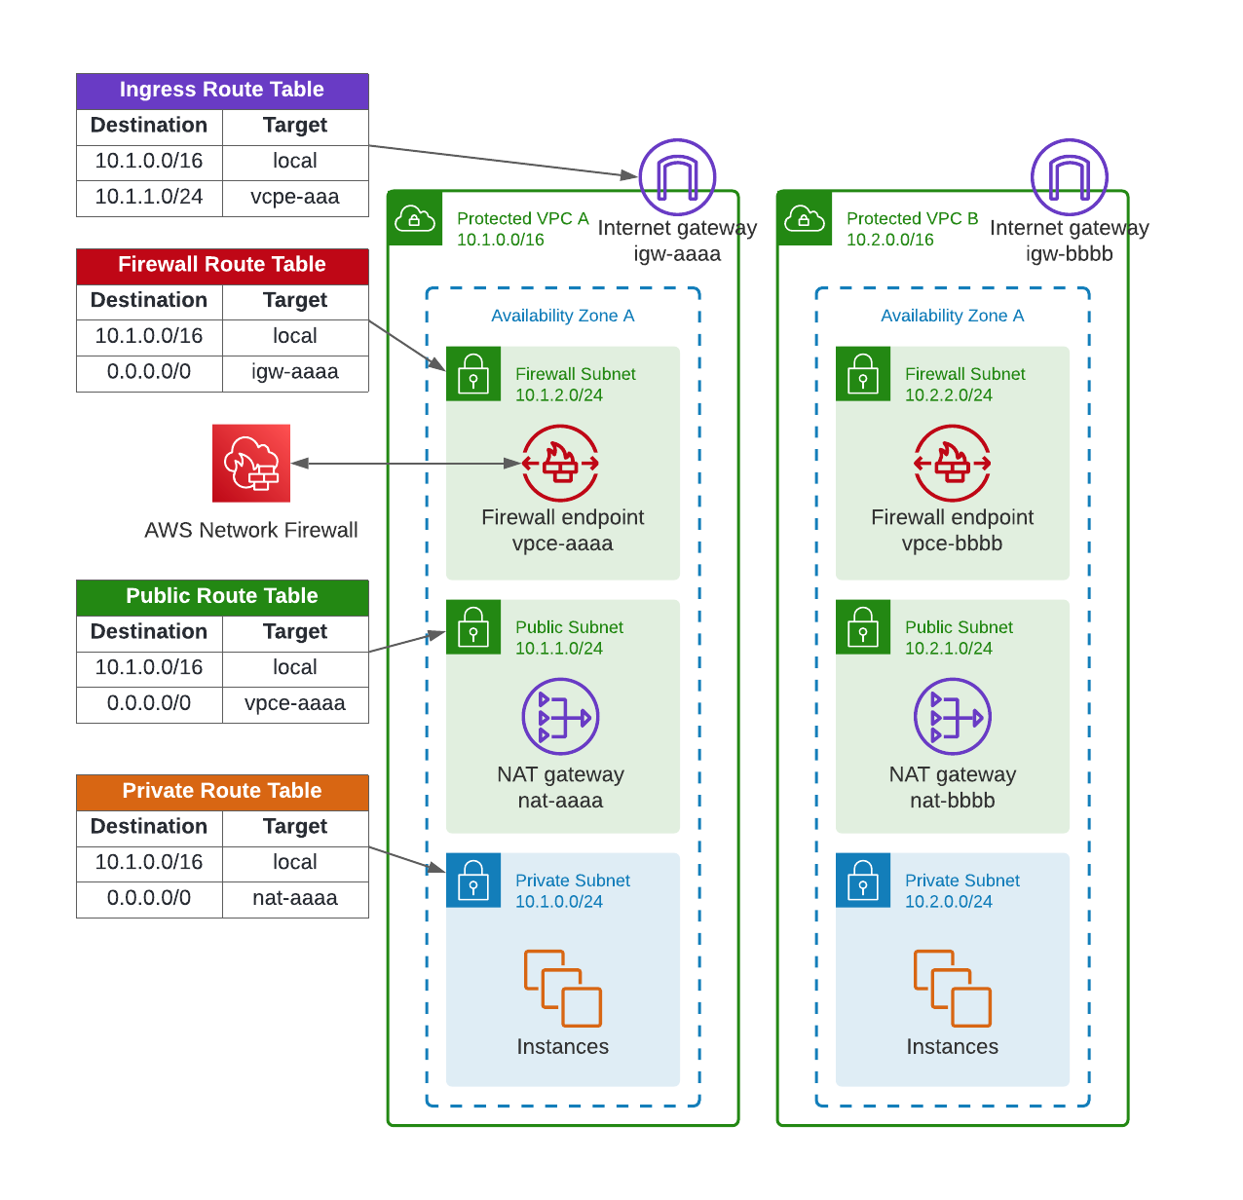 Ingress Route Table
Destination Target
10.1.0.0/16 local
10.1.1.0/24 vcpe-aaa
Firewall Route Table
Destination Target
10.1.0.0/16 local
0.0.0.0/0 igw-aaaa
AWS Network Firewall
Public Route Table
Destination Target
10.1.0.0/16 local
0.0.0.0/0 vpce-aaaa
Private Route Table
Destination Target
10.1.0.0/16 local
0.0.0.0/0 nat-aaaa
Protected VPC A
10.1.0.0/16
Internet gateway
igw-aaaa
Availability Zone A
Firewall Subnet
10.1.2.0/24
Firewall endpoint
vpce-aaaa
Public Subnet
10.1.1.0/24
NAT gateway
nat-aaaa
Private Subnet
10.1.0.0/24
Instances
Protected VPC B
10.2.0.0/16
Internet gateway
igw-bbbb
Availability Zone A
Firewall Subnet
10.2.2.0/24
Firewall endpoint
vpce-bbbb
Public Subnet
10.2.1.0/24
NAT gateway
nat-bbbb
Private Subnet
10.2.0.0/24
Instances